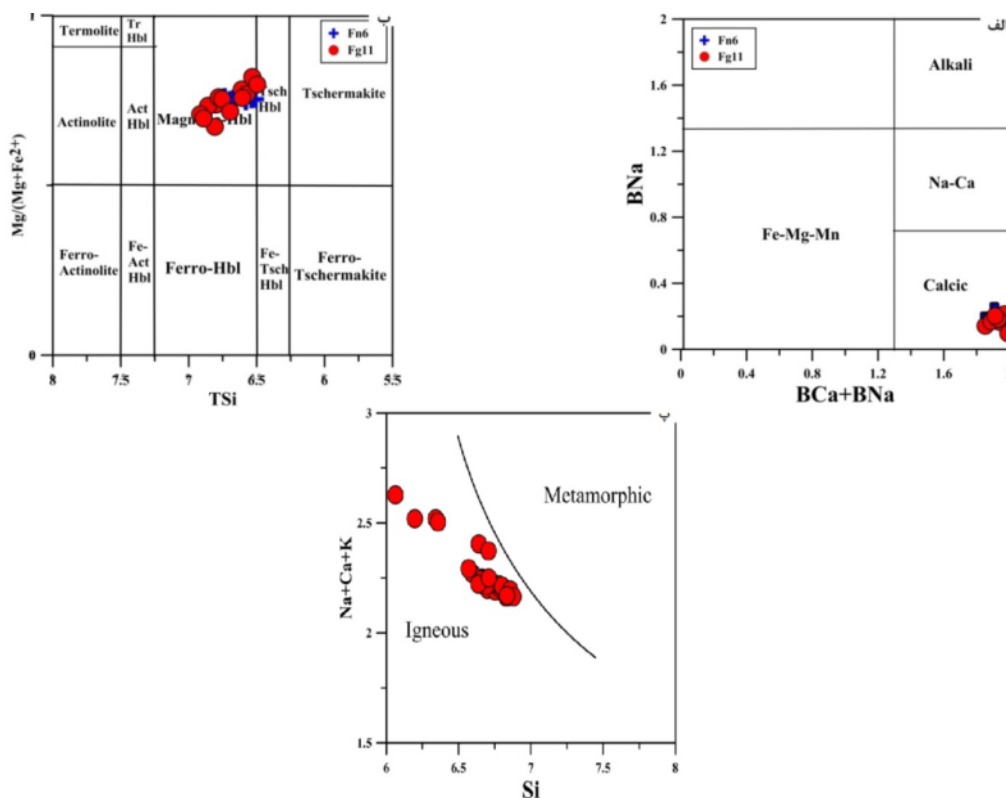 ب
1
Termolite
Tr
Hbl
Fn6
Fg11
Actinolite
Act
Hbl
Hbl
Tsch
Hbl
Tschermakite
Mg/(Mg+Fe²⁺)
Ferro-
Actinolite
Fe-
Act
Hbl
Ferro-Hbl
Fe-
Tsch
Hbl
Ferro-
Tschermakite
0
8 7.5 7 6.5 6 5.5
TSi
2
Fn6
Fg11
Alkali
1.6
1.2
BNa
Na-Ca
0.8
Fe-Mg-Mn
0.4
Calcic
0
0 0.4 0.8 1.2 1.6
BCa+BNa
3
Metamorphic
Na+Ca+K
2.5
2
Igneous
1.5
6 6.5 7 7.5 8
Si